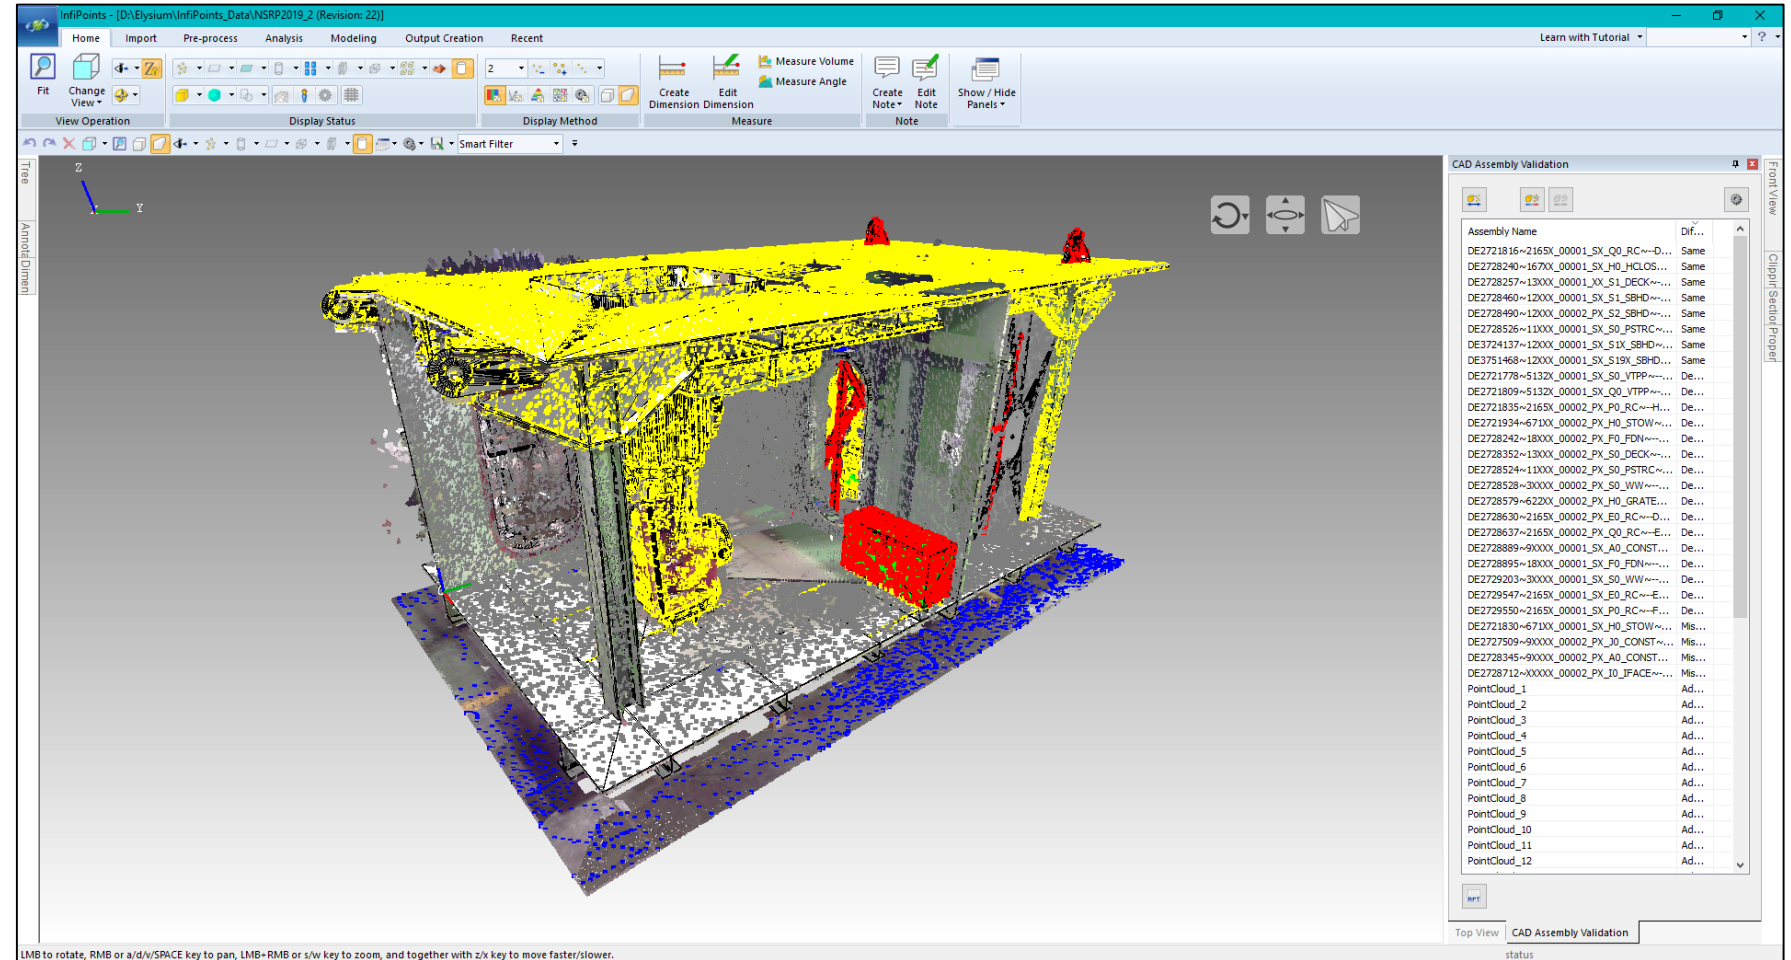 InfiPoints - [D:\Elysium\InfiPoints_Data\NSRP2019_2 (Revision: 22)]
Home Import Pre-process Analysis Modeling Output Creation Recent Learn with Tutorial ?
Fit
Change View
View Operation
Display Status
2
Display Method
Create Dimension
Edit Dimension
Measure Volume
Measure Angle
Measure
Create Note
Edit Note
Note
Show / Hide Panels
Smart Filter
Tree
Annota
Dimen
Z
Y
CAD Assembly Validation
Assembly Name Dif...
DE2721816~2165X_00001_SX_Q0_RC~--D... Same
DE2728240~167XX_00001_SX_H0_HCLOS... Same
DE2728257~13XXX_00001_XX_S1_DECK~-... Same
DE2728460~12XXX_00001_SX_S1_SBHD~-... Same
DE2728490~12XXX_00002_PX_S2_SBHD~-... Same
DE2728526~11XXX_00001_SX_S0_PSTRC~... Same
DE3724137~12XXX_00001_SX_S1X_SBHD~... Same
DE3751468~12XXX_00001_SX_S19X_SBHD... Same
DE2721778~5132X_00001_SX_S0_VTPP~--... De...
DE2721809~5132X_00001_SX_Q0_VTPP~-... De...
DE2721835~2165X_00002_PX_P0_RC~--H... De...
DE2721934~671XX_00002_PX_H0_STOW~... De...
DE2728242~18XXX_00002_PX_F0_FDN~--... De...
DE2728352~13XXX_00002_PX_S0_DECK~-... De...
DE2728524~11XXX_00002_PX_S0_PSTRC~... De...
DE2728528~3XXXX_00002_PX_S0_WW~--... De...
DE2728579~622XX_00002_PX_H0_GRATE... De...
DE2728630~2165X_00002_PX_E0_RC~--D... De...
DE2728637~2165X_00002_PX_Q0_RC~--E... De...
DE2728889~9XXXX_00001_SX_A0_CONST... De...
DE2728895~18XXX_00001_SX_F0_FDN~--... De...
DE2729203~3XXXX_00001_SX_S0_WW~--... De...
DE2729547~2165X_00001_SX_E0_RC~--E... De...
DE2729550~2165X_00001_SX_P0_RC~--F... De...
DE2721830~671XX_00001_SX_H0_STOW~... Mis...
DE2727509~9XXXX_00002_PX_J0_CONST~... Mis...
DE2728345~9XXXX_00002_PX_A0_CONST... Mis...
DE2728712~XXXXX_00002_PX_I0_IFACE~-... Mis...
PointCloud_1 Ad...
PointCloud_2 Ad...
PointCloud_3 Ad...
PointCloud_4 Ad...
PointCloud_5 Ad...
PointCloud_6 Ad...
PointCloud_7 Ad...
PointCloud_8 Ad...
PointCloud_9 Ad...
PointCloud_10 Ad...
PointCloud_11 Ad...
PointCloud_12 Ad...
RPT
Top View CAD Assembly Validation
Front View
Clippin
Sectio
Proper
LMB to rotate, RMB or a/d/v/SPACE key to pan, LMB+RMB or s/w key to zoom, and together with z/x key to move faster/slower.
status